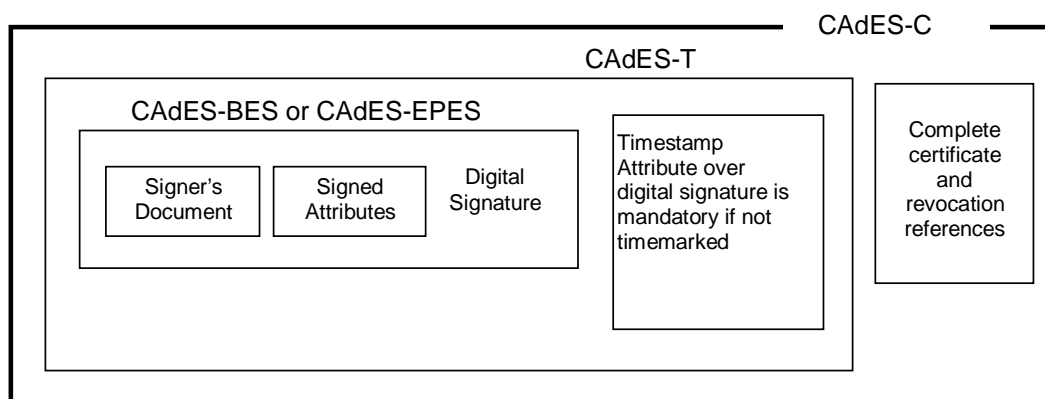 CAdES-C
CAdES-T
CAdES-BES or CAdES-EPES
Signer's
Document
Signed
Attributes
Digital
Signature
Timestamp
Attribute over
digital signature is
mandatory if not
timemarked
Complete
certificate
and
revocation
references